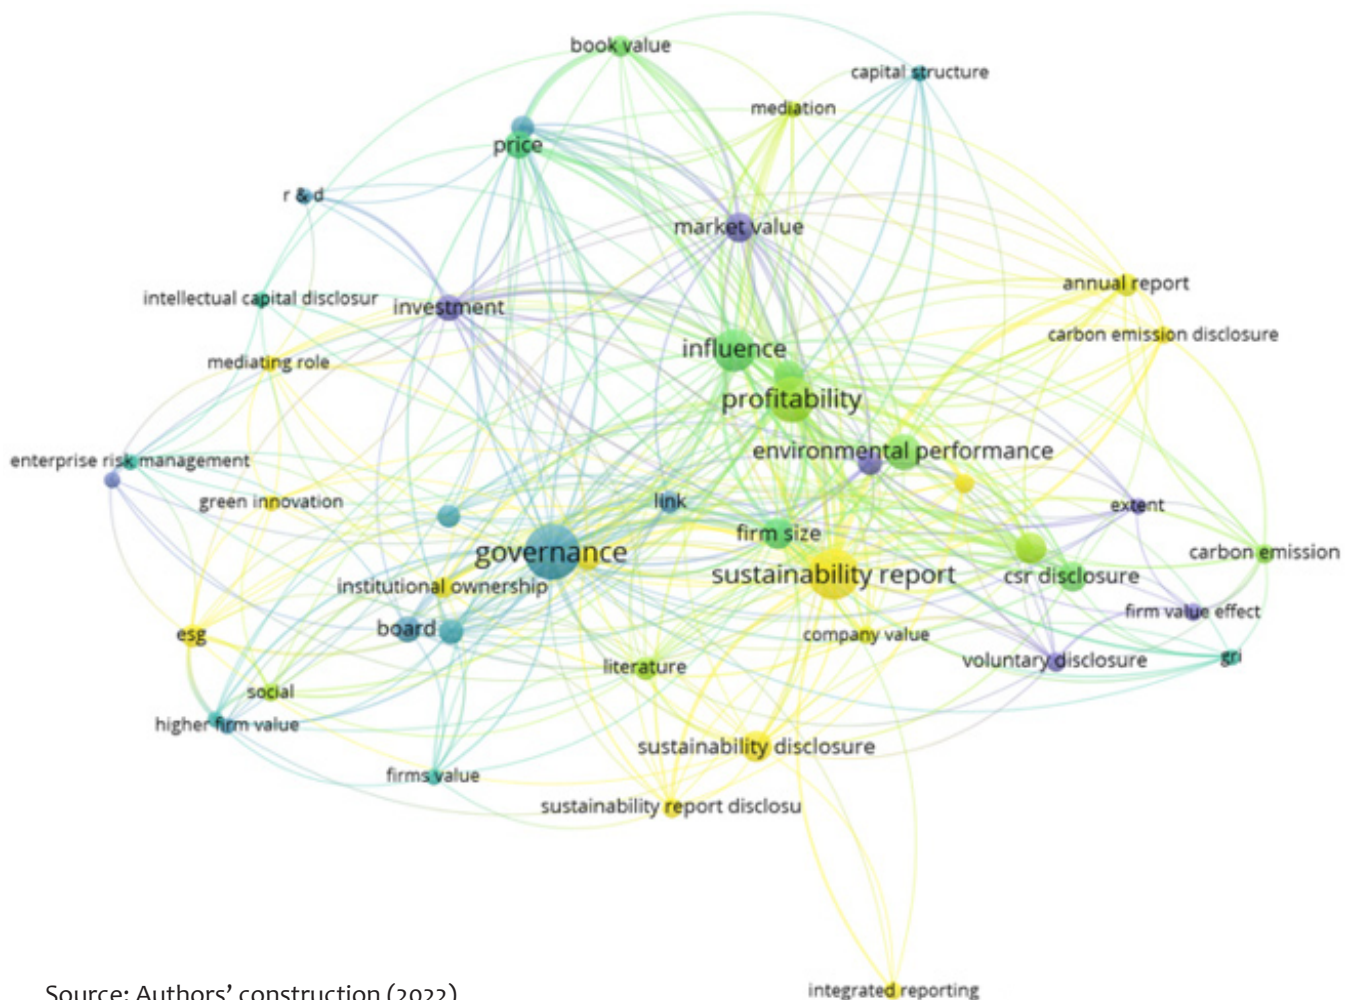 book value
capital structure
mediation
price
r & d
market value
annual report
intellectual capital disclosur
investment
carbon emission disclosure
influence
mediating role
profitability
environmental performance
enterprise risk management
green innovation
link
extent
firm size
governance
carbon emission
sustainability report
csr disclosure
institutional ownership
firm value effect
board
esg
company value
voluntary disclosure
gri
literature
social
higher firm value
sustainability disclosure
firms value
sustainability report disclosu
integrated reporting
Source: Authors’ construction (2022)